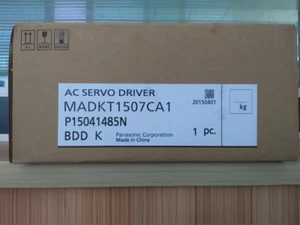 AC SERVO DRIVER
20150401
MADKT1507CA1
kg
P15041485N
BDD K
Panasonic Corporation
Made in China
1 pc.